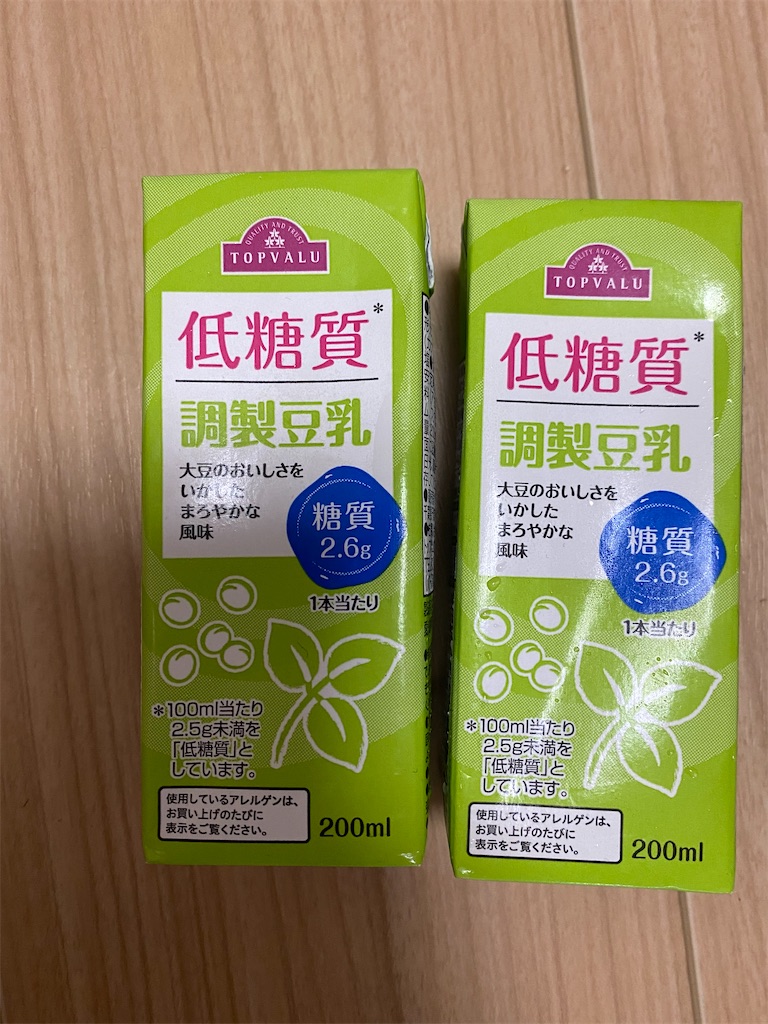 QUALITY AND TRUST
TOPVALU
低糖質*
調製豆乳
大豆のおいしさを
いかした
まろやかな
風味
糖質
2.6g
1本当たり
*100ml当たり
2.5g未満を
「低糖質」と
しています。
使用しているアレルゲンは、
お買い上げのたびに
表示をご覧ください。
200ml
QUALITY AND TRUST
TOPVALU
低糖質*
調製豆乳
大豆のおいしさを
いかした
まろやかな
風味
糖質
2.6g
1本当たり
*100ml当たり
2.5g未満を
「低糖質」と
しています。
使用しているアレルゲンは、
お買い上げのたびに
表示をご覧ください。
200ml